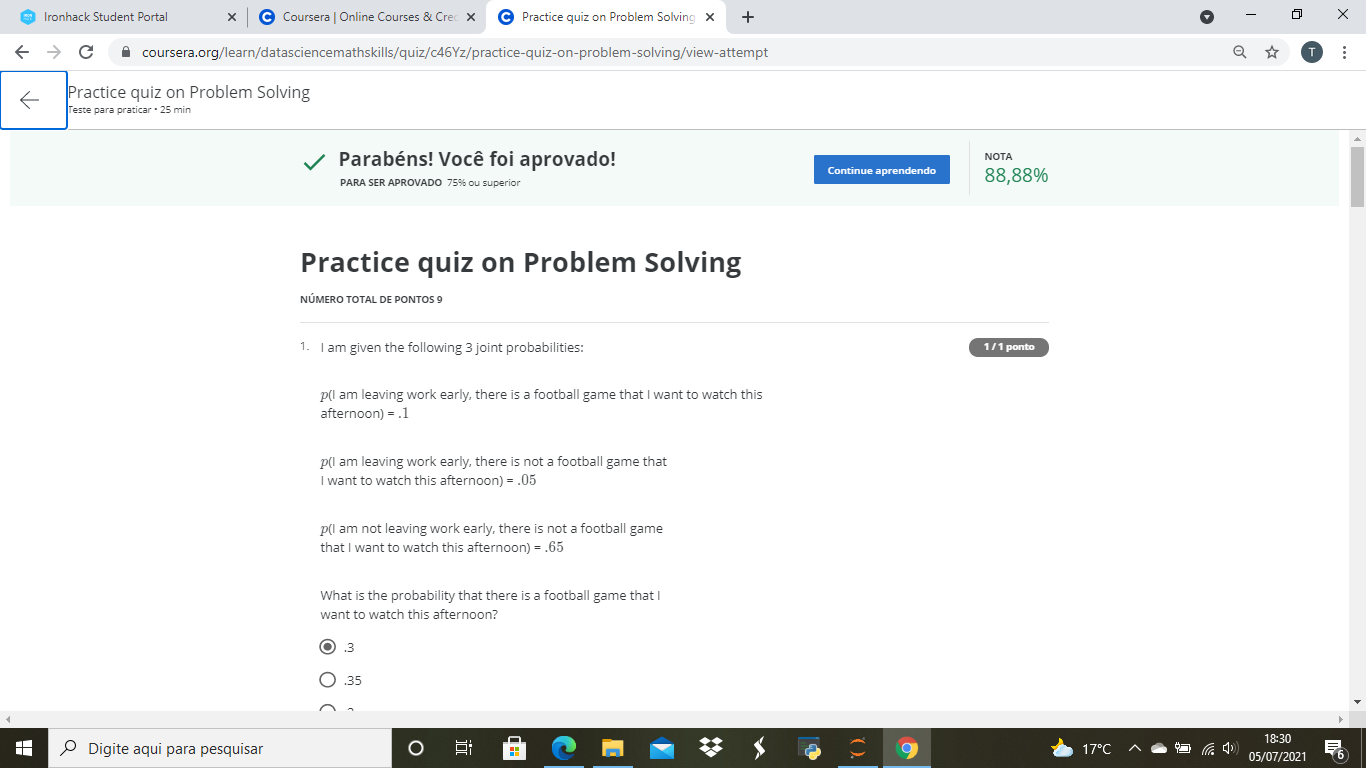 Ironhack Student Portal
Coursera | Online Courses & Cre
Practice quiz on Problem Solving
coursera.org/learn/datasciencemathskills/quiz/c46Yz/practice-quiz-on-problem-solving/view-attempt
T
Practice quiz on Problem Solving
Teste para praticar • 25 min
Parabéns! Você foi aprovado!
PARA SER APROVADO 75% ou superior
Continue aprendendo
NOTA
88,88%
Practice quiz on Problem Solving
NÚMERO TOTAL DE PONTOS 9
1. I am given the following 3 joint probabilities:
1 / 1 ponto
p(I am leaving work early, there is a football game that I want to watch this
afternoon) = .1
p(I am leaving work early, there is not a football game that
I want to watch this afternoon) = .05
p(I am not leaving work early, there is not a football game
that I want to watch this afternoon) = .65
What is the probability that there is a football game that I
want to watch this afternoon?
.3
.35
Digite aqui para pesquisar
17°C
18:30
05/07/2021
6